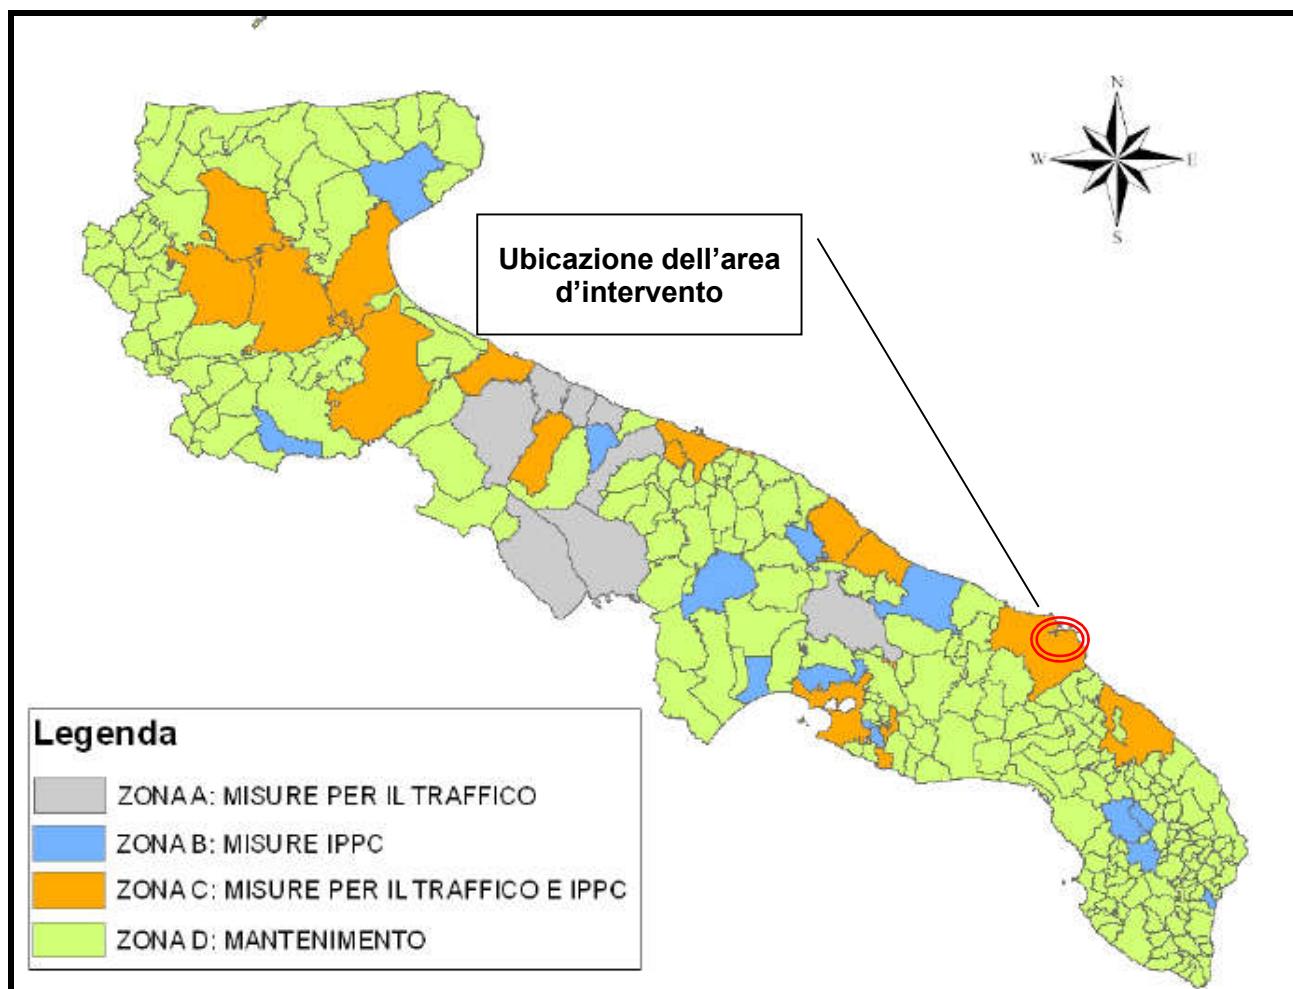 N
W
E
S
Ubicazione dell’area
d’intervento
Legenda
ZONA A: MISURE PER IL TRAFFICO
ZONA B: MISURE IPPC
ZONA C: MISURE PER IL TRAFFICO E IPPC
ZONA D: MANTENIMENTO